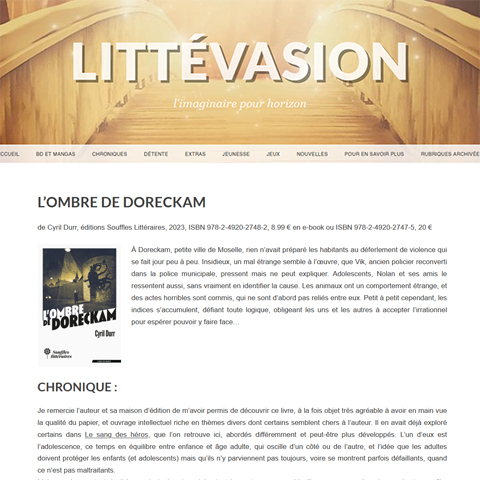 LITTÉVASION
l'imaginaire pour horizon
CCUEIL BD ET MANGAS CHRONIQUES DÉTENTE EXTRAS JEUNESSE JEUX NOUVELLES POUR EN SAVOIR PLUS RUBRIQUES ARCHIVÉE
L'OMBRE DE DORECKAM
de Cyril Durr, éditions Souffles Littéraires, 2023, ISBN 978-2-4920-2748-2, 8.99 € en e-book ou ISBN 978-2-4920-2747-5, 20 €
À Doreckam, petite ville de Moselle, rien n'avait préparé les habitants au déferlement de violence qui
se fait jour peu à peu. Insidieux, un mal étrange semble à l'œuvre, que Vik, ancien policier reconverti
dans la police municipale, pressent mais ne peut expliquer. Adolescents, Nolan et ses amis le
ressentent aussi, sans vraiment en identifier la cause. Les animaux ont un comportement étrange, et
des actes horribles sont commis, qui ne sont d'abord pas reliés entre eux. Petit à petit cependant, les
indices s'accumulent, défiant toute logique, obligeant les uns et les autres à accepter l'irrationnel
pour espérer pouvoir y faire face…
L'OMBRE
DE DORECKAM
Cyril Durr
Souffles
littéraires
CHRONIQUE :
Je remercie l'auteur et sa maison d'édition de m'avoir permis de découvrir ce livre, à la fois objet très agréable à avoir en main vue
la qualité du papier, et ouvrage intellectuel riche en thèmes divers dont certains semblent chers à l'auteur. Il en avait déjà exploré
certains dans Le sang des héros, que l'on retrouve ici, abordés différemment et peut-être plus développés. L'un d'eux est
l'adolescence, ce temps en équilibre entre enfance et âge adulte, qui oscille d'un côté ou de l'autre, et l'idée que les adultes
doivent protéger les enfants (et adolescents) mais qu'ils n'y parviennent pas toujours, voire se montrent parfois défaillants, quand
ce n'est pas maltraitants.